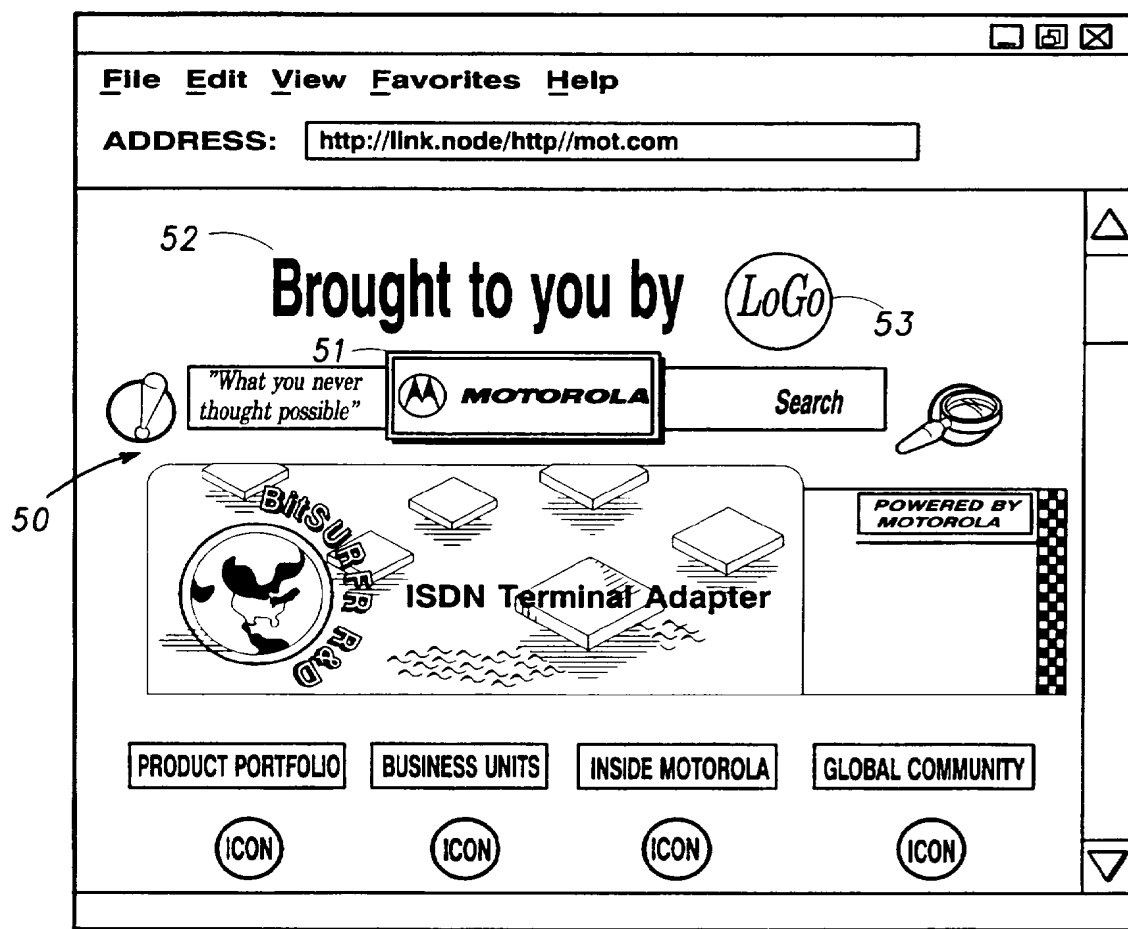 File Edit View Favorites Help
ADDRESS: http://link.node/http//mot.com
52
Brought to you by LoGo
53
51
"What you never
thought possible"
MOTOROLA
Search
50
BitSURFR R&D
ISDN Terminal Adapter
POWERED BY
MOTOROLA
PRODUCT PORTFOLIO BUSINESS UNITS INSIDE MOTOROLA GLOBAL COMMUNITY
ICON ICON ICON ICON